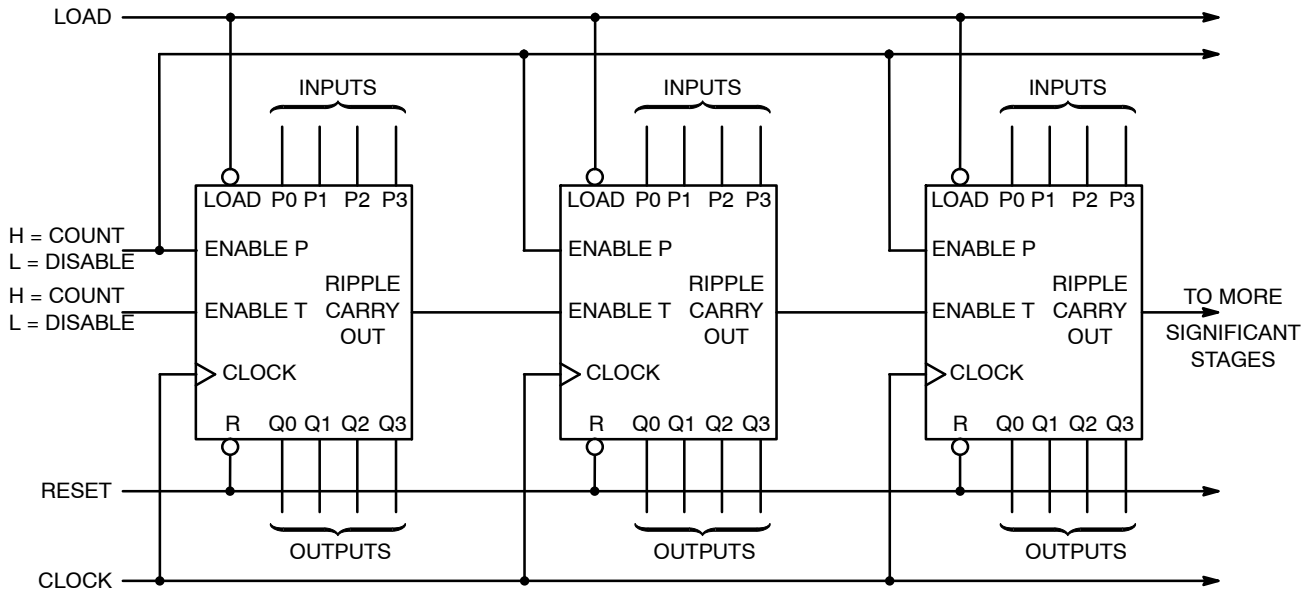 LOAD
INPUTS
INPUTS
INPUTS
LOAD P0 P1 P2 P3
LOAD P0 P1 P2 P3
LOAD P0 P1 P2 P3
H = COUNT
L = DISABLE
ENABLE P
ENABLE P
ENABLE P
H = COUNT
L = DISABLE
ENABLE T
RIPPLE
CARRY
OUT
ENABLE T
RIPPLE
CARRY
OUT
ENABLE T
RIPPLE
CARRY
OUT
TO MORE
SIGNIFICANT
STAGES
CLOCK
CLOCK
CLOCK
R Q0 Q1 Q2 Q3
R Q0 Q1 Q2 Q3
R Q0 Q1 Q2 Q3
RESET
OUTPUTS
OUTPUTS
OUTPUTS
CLOCK